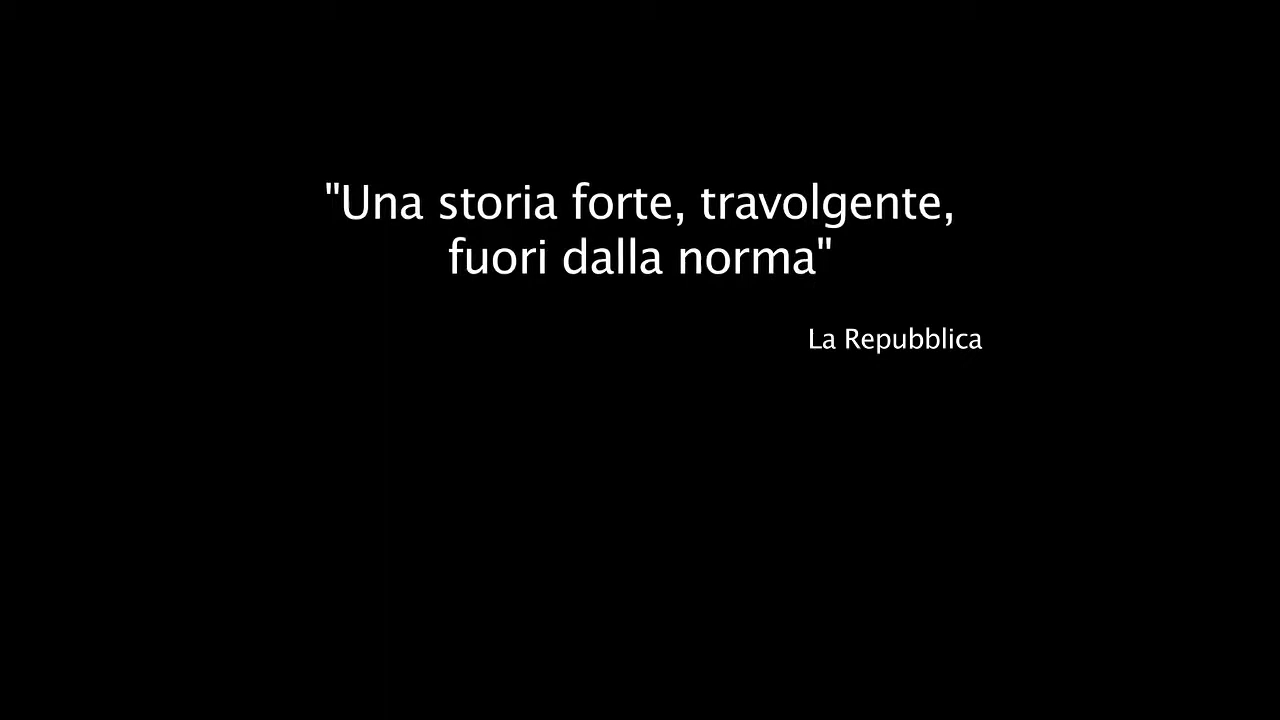 "Una storia forte, travolgente,
fuori dalla norma"
La Repubblica